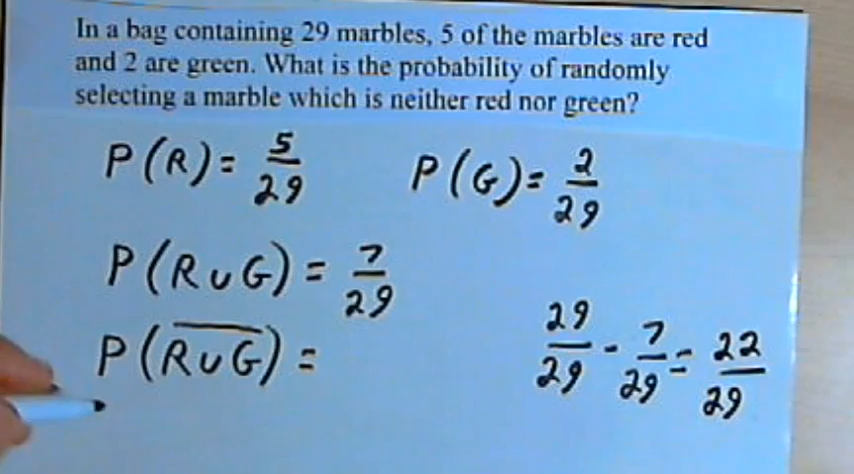 In a bag containing 29 marbles, 5 of the marbles are red
and 2 are green. What is the probability of randomly
selecting a marble which is neither red nor green?
P(R) = 5/29 P(G) = 2/29
P(R∪G) = 7/29
P(R̅∪̅G̅) = 29/29 - 7/29 = 22/29